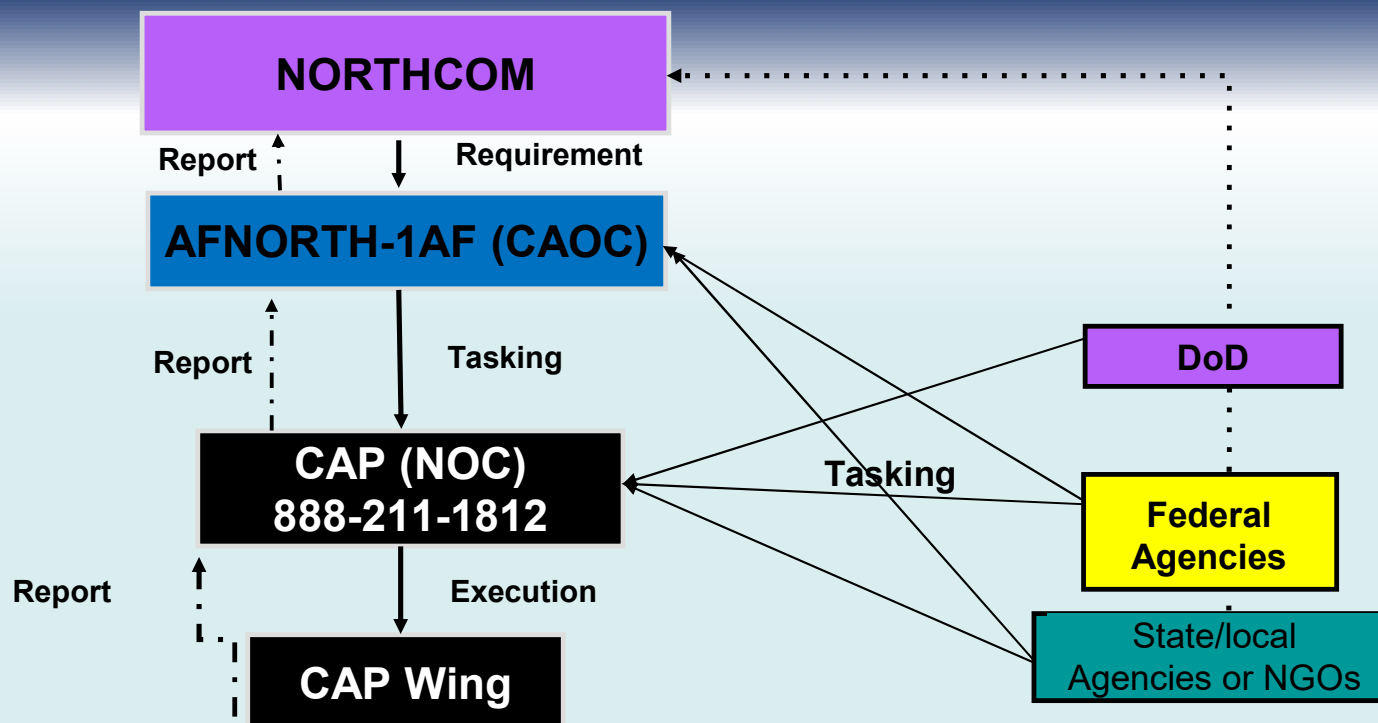 NORTHCOM
Report
Requirement
AFNORTH-1AF (CAOC)
Report
Tasking
DoD
CAP (NOC)
888-211-1812
Tasking
Federal
Agencies
Report
Execution
State/local
Agencies or NGOs
CAP Wing